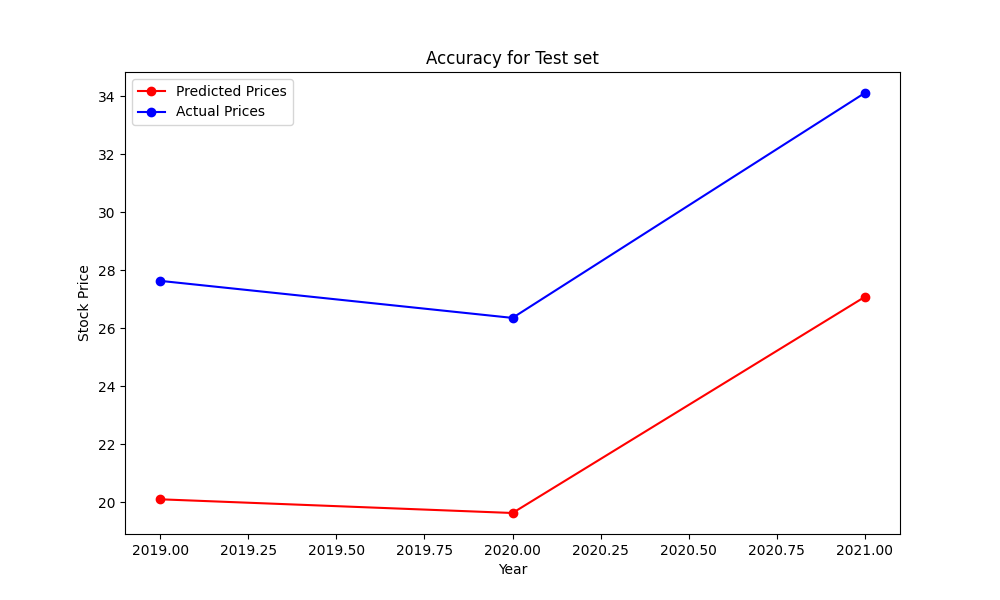 Accuracy for Test set
Predicted Prices
Actual Prices
34
32
30
28
26
24
22
20
Stock Price
2019.00 2019.25 2019.50 2019.75 2020.00 2020.25 2020.50 2020.75 2021.00
Year